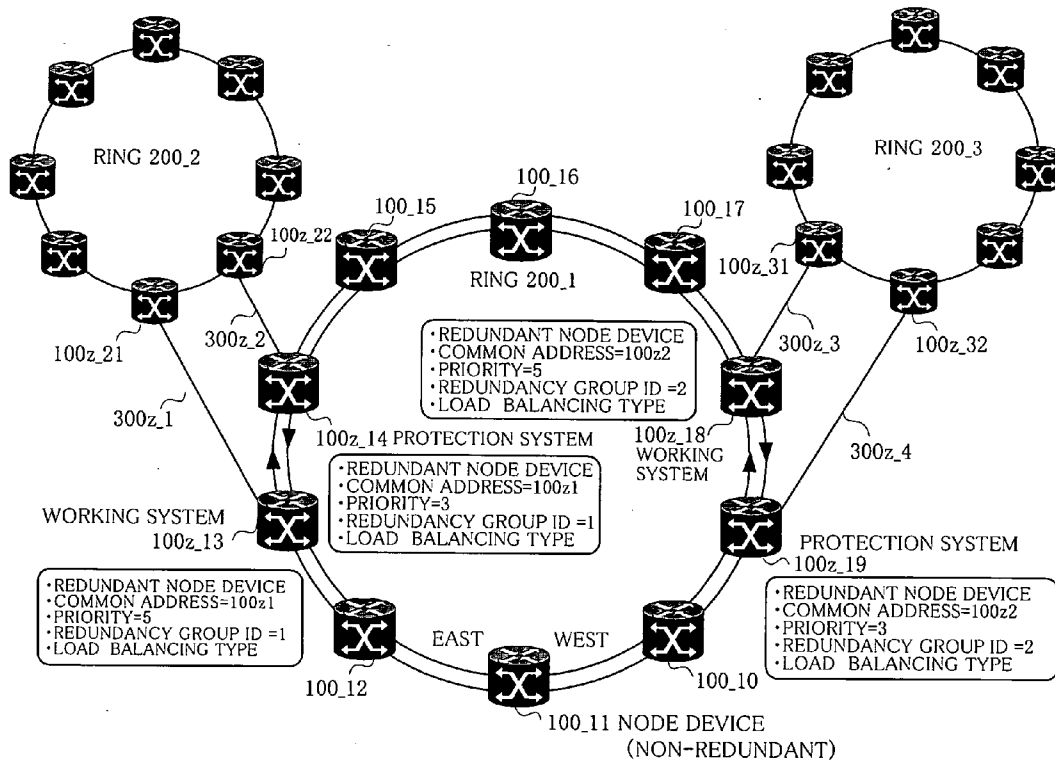 RING 200_2
RING 200_3
100_16
100_15
100_17
100z_22
100z_31
RING 200_1
100z_21
300z_2
300z_3
100z_32
・REDUNDANT NODE DEVICE
・COMMON ADDRESS=100z2
・PRIORITY=5
・REDUNDANCY GROUP ID =2
・LOAD BALANCING TYPE
300z_1
300z_4
100z_14 PROTECTION SYSTEM
100z_18
WORKING
SYSTEM
・REDUNDANT NODE DEVICE
・COMMON ADDRESS=100z1
・PRIORITY=3
・REDUNDANCY GROUP ID =1
・LOAD BALANCING TYPE
WORKING SYSTEM
100z_13
PROTECTION SYSTEM
100z_19
・REDUNDANT NODE DEVICE
・COMMON ADDRESS=100z1
・PRIORITY=5
・REDUNDANCY GROUP ID =1
・LOAD BALANCING TYPE
・REDUNDANT NODE DEVICE
・COMMON ADDRESS=100z2
・PRIORITY=3
・REDUNDANCY GROUP ID =2
・LOAD BALANCING TYPE
EAST
WEST
100_12
100_10
100_11 NODE DEVICE
(NON-REDUNDANT)